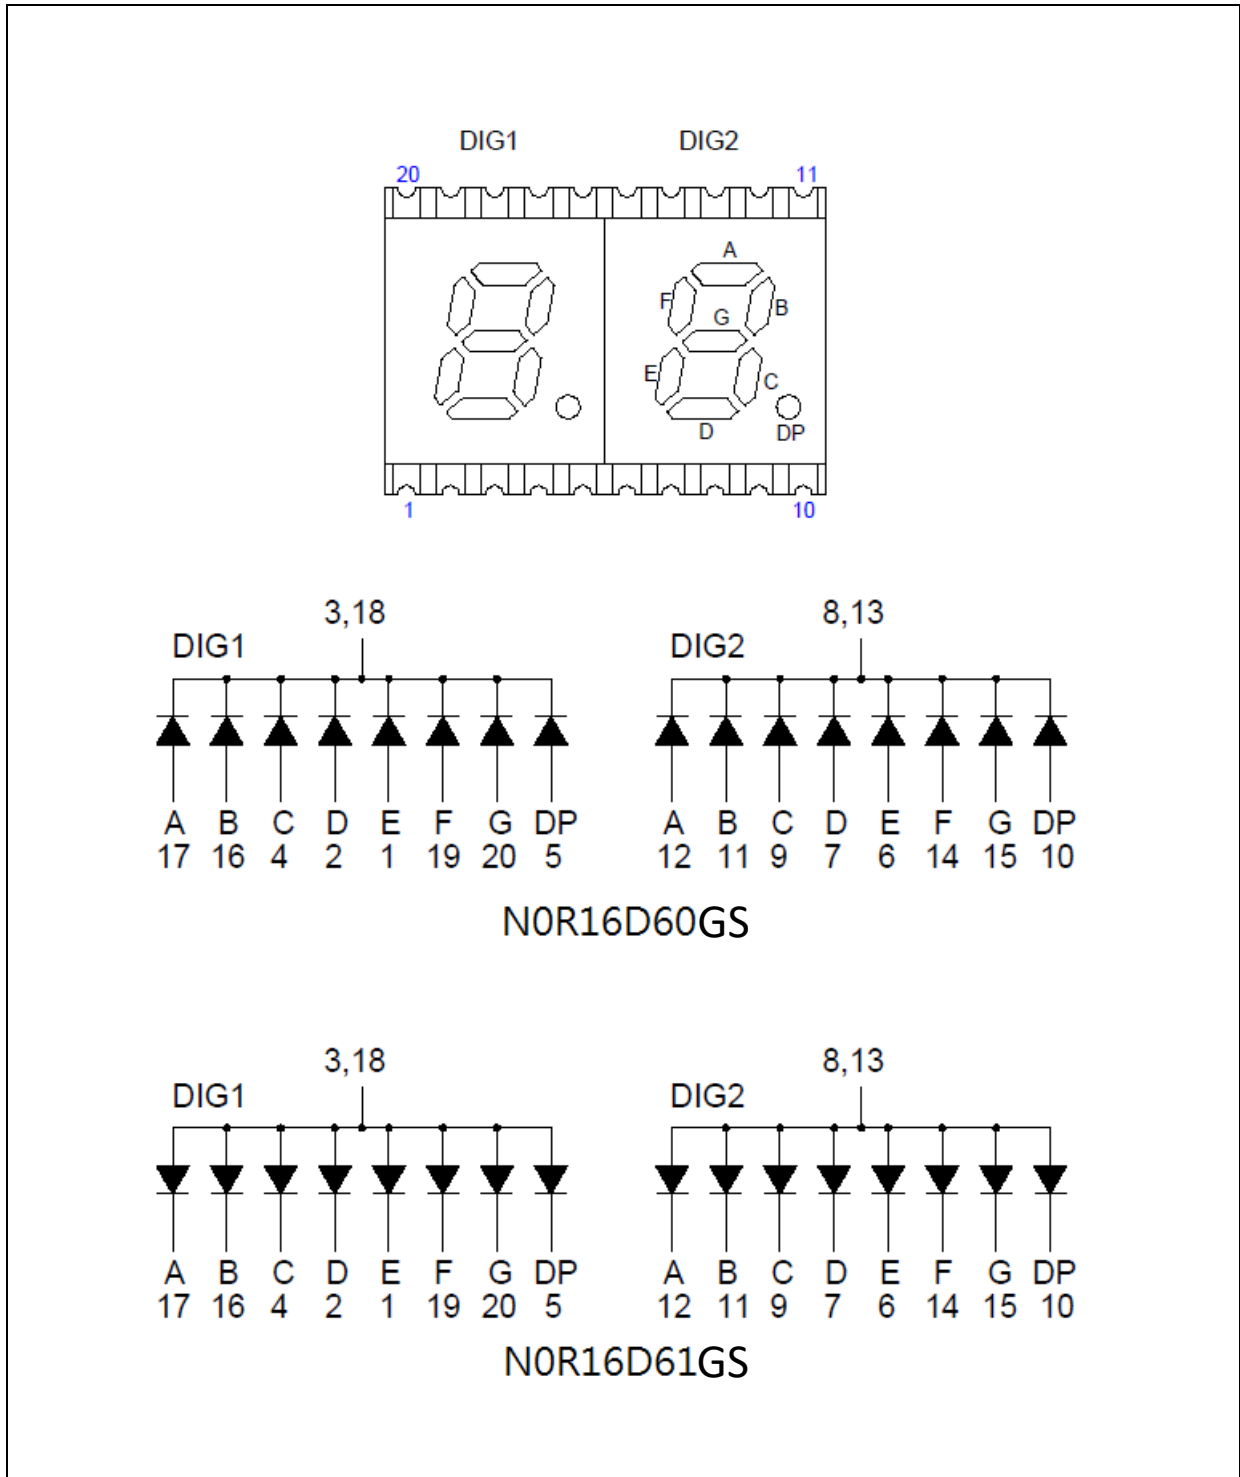 DIG1 DIG2
20 11
A
F B
G
E C
D DP
1 10
3,18 8,13
DIG1 DIG2
A B C D E F G DP A B C D E F G DP
17 16 4 2 1 19 20 5 12 11 9 7 6 14 15 10
N0R16D60GS
3,18 8,13
DIG1 DIG2
A B C D E F G DP A B C D E F G DP
17 16 4 2 1 19 20 5 12 11 9 7 6 14 15 10
N0R16D61GS